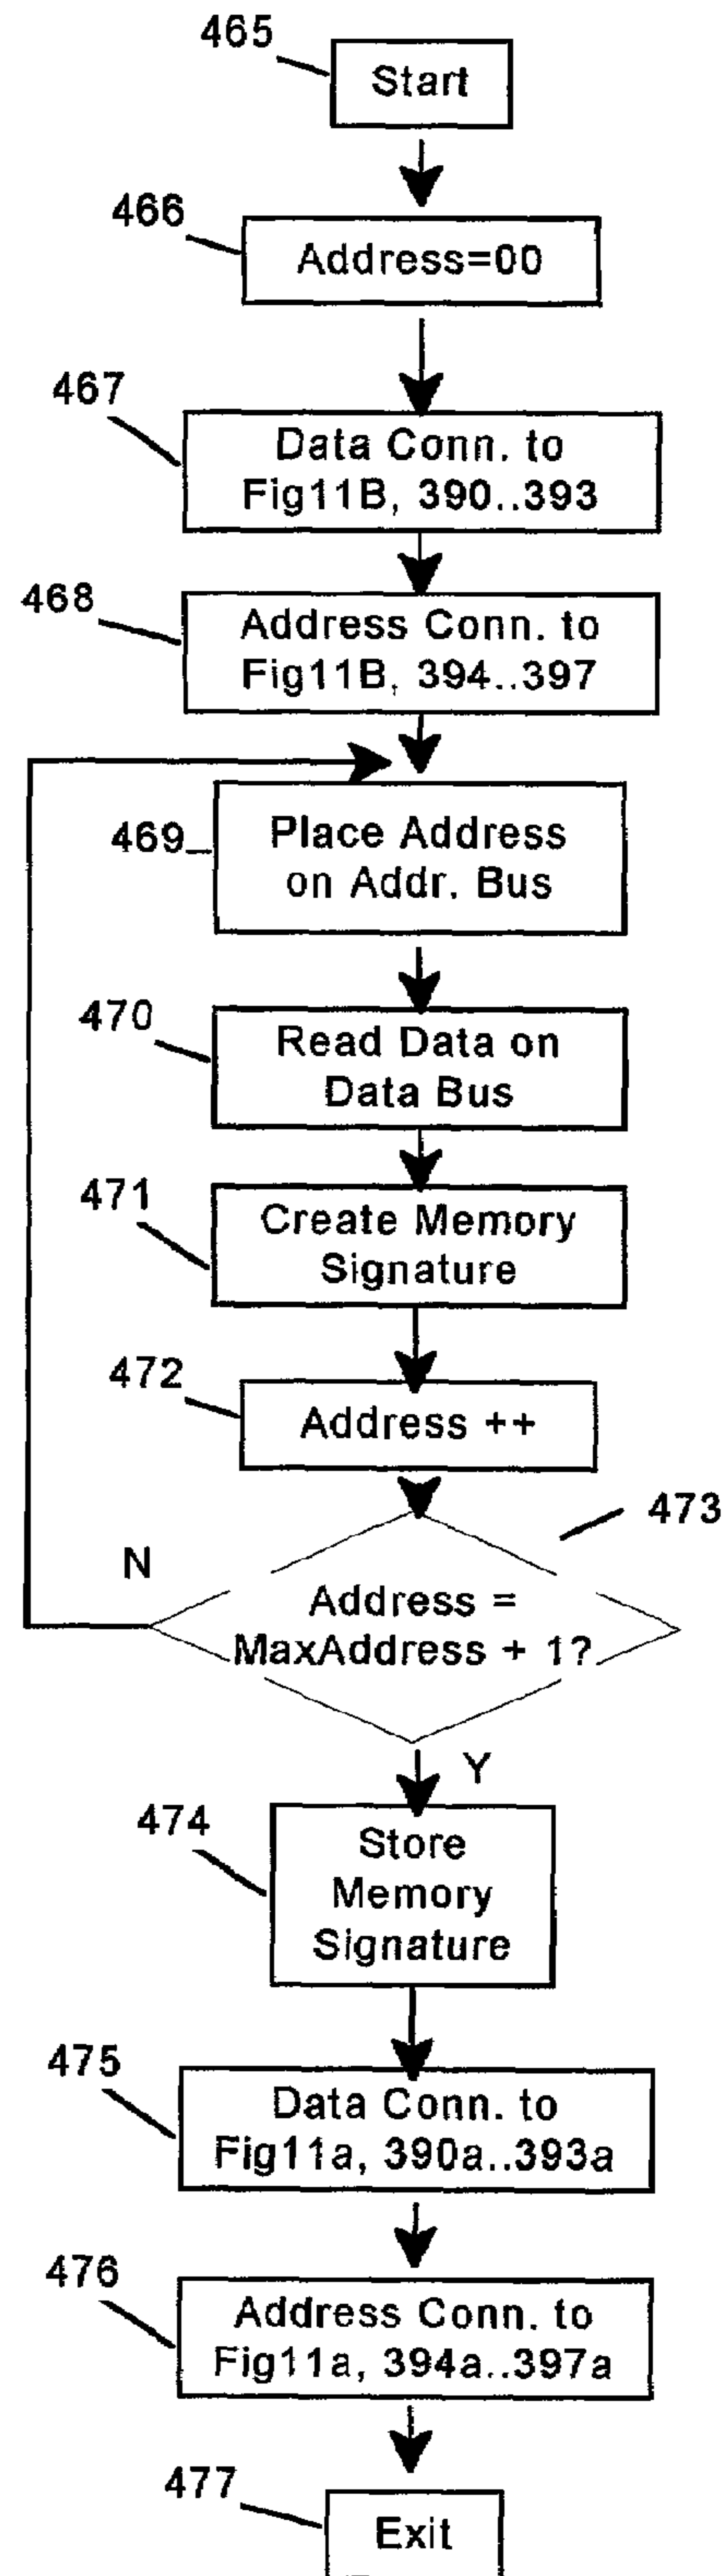 465
Start
466
Address=00
467
Data Conn. to
Fig11B, 390..393
468
Address Conn. to
Fig11B, 394..397
469
Place Address
on Addr. Bus
470
Read Data on
Data Bus
471
Create Memory
Signature
472
Address ++
473
N
Address =
MaxAddress + 1?
Y
474
Store
Memory
Signature
475
Data Conn. to
Fig11a, 390a..393a
476
Address Conn. to
Fig11a, 394a..397a
477
Exit